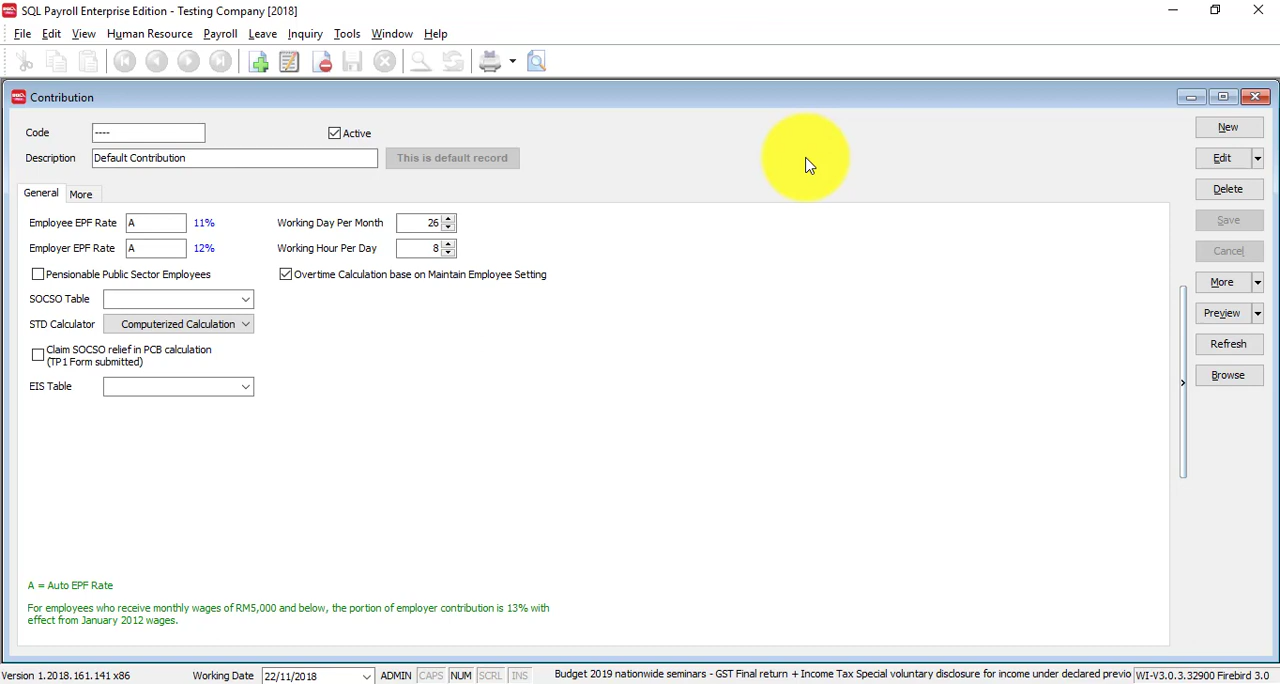 SQL Payroll Enterprise Edition - Testing Company [2018]
File Edit View Human Resource Payroll Leave Inquiry Tools Window Help
Contribution
Code ---- Active
Description Default Contribution This is default record
General More
Employee EPF Rate A 11% Working Day Per Month 26
Employer EPF Rate A 12% Working Hour Per Day 8
Pensionable Public Sector Employees Overtime Calculation base on Maintain Employee Setting
SOCSO Table
STD Calculator Computerized Calculation
Claim SOCSO relief in PCB calculation
(TP1 Form submitted)
EIS Table
New
Edit
Delete
Save
Cancel
More
Preview
Refresh
Browse
A = Auto EPF Rate
For employees who receive monthly wages of RM5,000 and below, the portion of employer contribution is 13% with
effect from January 2012 wages.
Version 1.2018.161.141 x86 Working Date 22/11/2018 ADMIN CAPS NUM SCRL INS Budget 2019 nationwide seminars - GST Final return + Income Tax Special voluntary disclosure for income under declared previo WI-V3.0.3.32900 Firebird 3.0